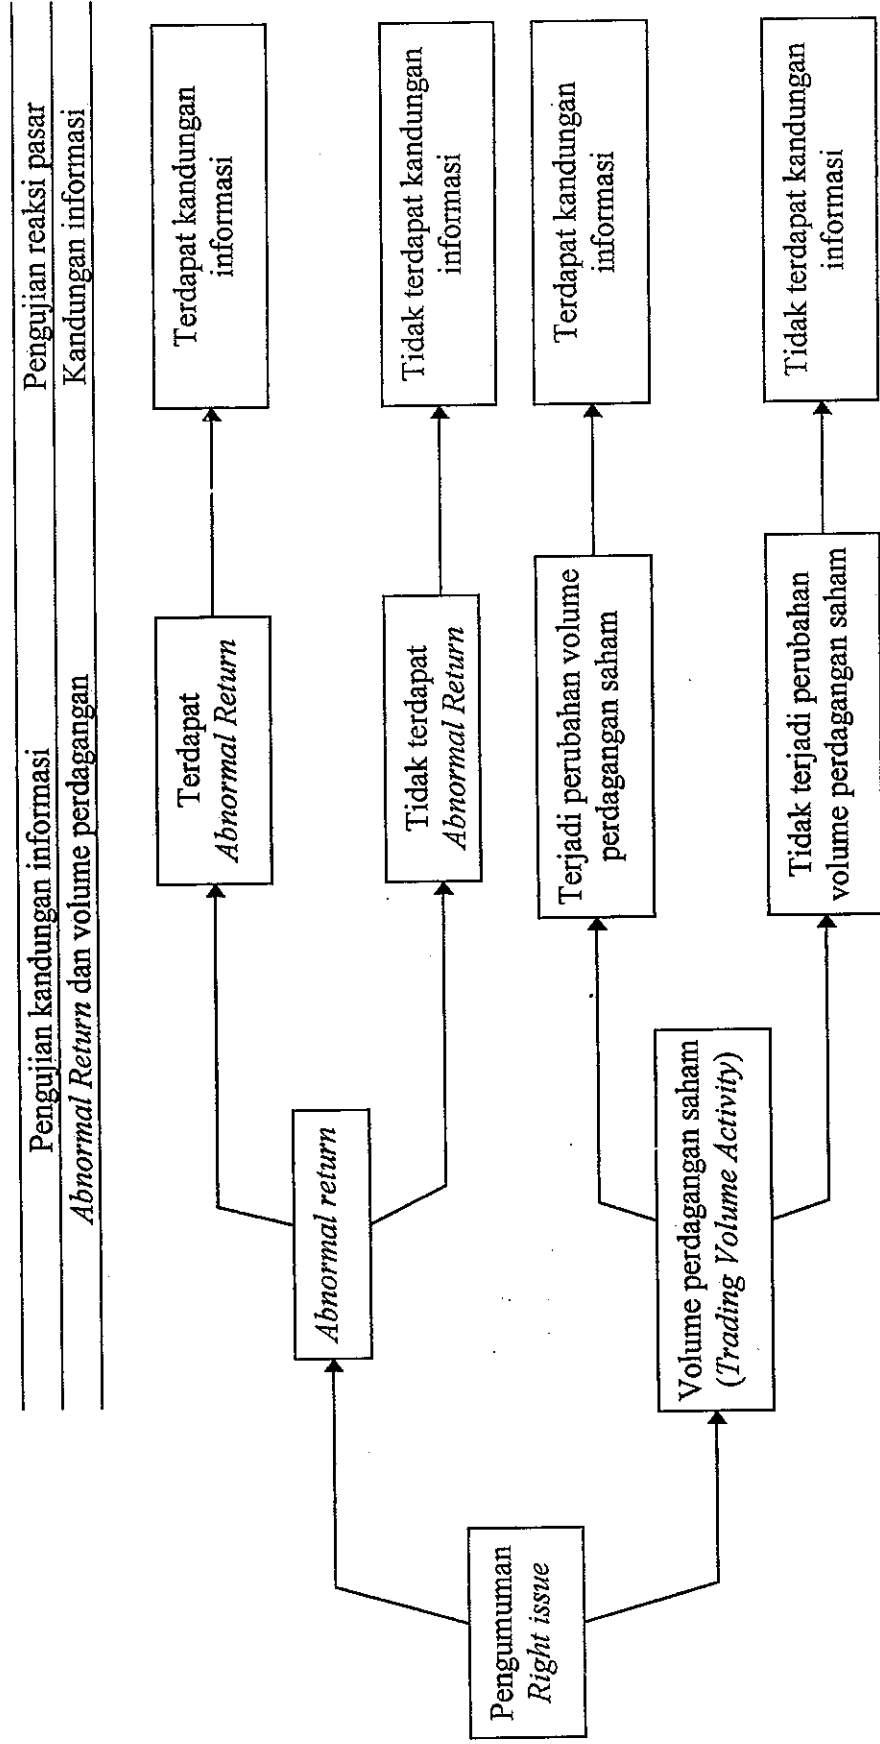 Pengujian kandungan informasi
Pengujian reaksi pasar
Abnormal Return dan volume perdagangan
Kandungan informasi
Pengumuman
Right issue
Abnormal return
Terdapat
Abnormal Return
Terdapat kandungan
informasi
Tidak terdapat
Abnormal Return
Tidak terdapat kandungan
informasi
Volume perdagangan saham
(Trading Volume Activity)
Terjadi perubahan volume
perdagangan saham
Terdapat kandungan
informasi
Tidak terjadi perubahan
volume perdagangan saham
Tidak terdapat kandungan
informasi